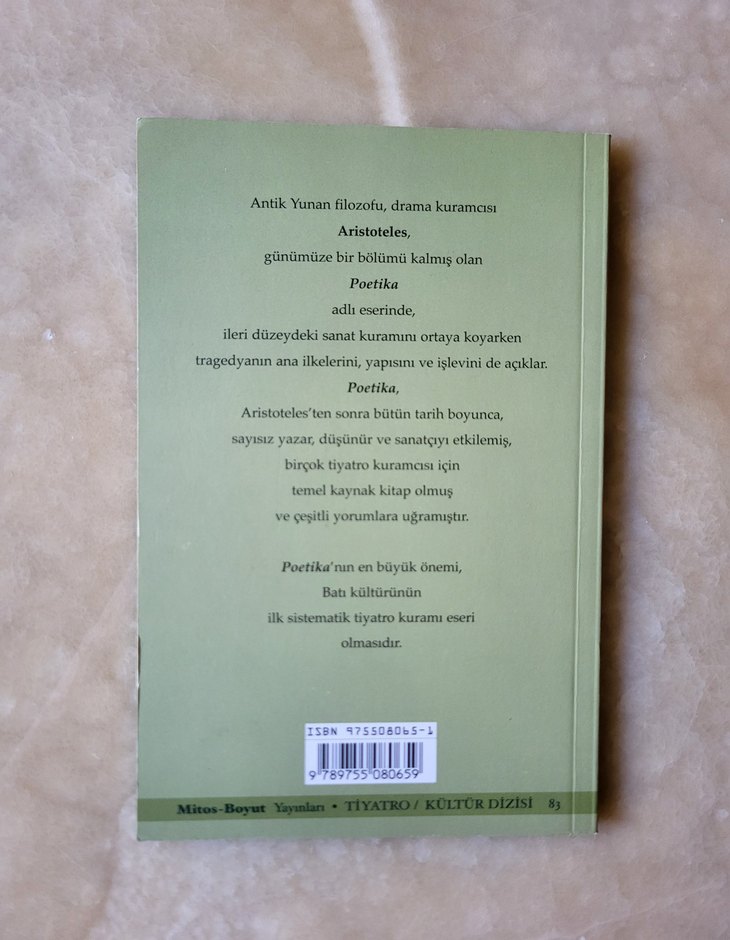 Antik Yunan filozofu, drama kuramcısı
Aristoteles,
günümüze bir bölümü kalmış olan
Poetika
adlı eserinde,
ileri düzeydeki sanat kuramını ortaya koyarken
tragedyanın ana ilkelerini, yapısını ve işlevini de açıklar.
Poetika,
Aristoteles'ten sonra bütün tarih boyunca,
sayısız yazar, düşünür ve sanatçıyı etkilemiş,
birçok tiyatro kuramcısı için
temel kaynak kitap olmuş
ve çeşitli yorumlara uğramıştır.
Poetika'nın en büyük önemi,
Batı kültürünün
ilk sistematik tiyatro kuramı eseri
olmasıdır.
ISBN 975508065-1
9 789755 080659
Mitos-Boyut Yayınları • TİYATRO / KÜLTÜR DİZİSİ 83